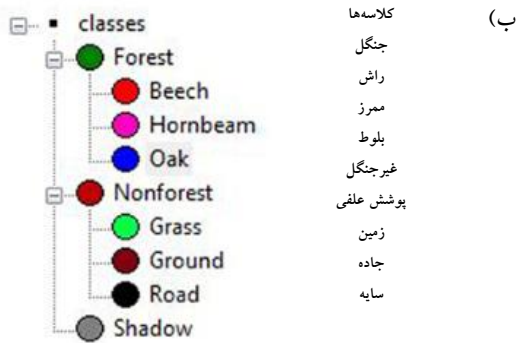 ب)
classes کلاسه‌ها
Forest جنگل
Beech راش
Hornbeam ممرز
Oak بلوط
Nonforest غیرجنگل
Grass پوشش علفی
Ground زمین
Road جاده
Shadow سایه